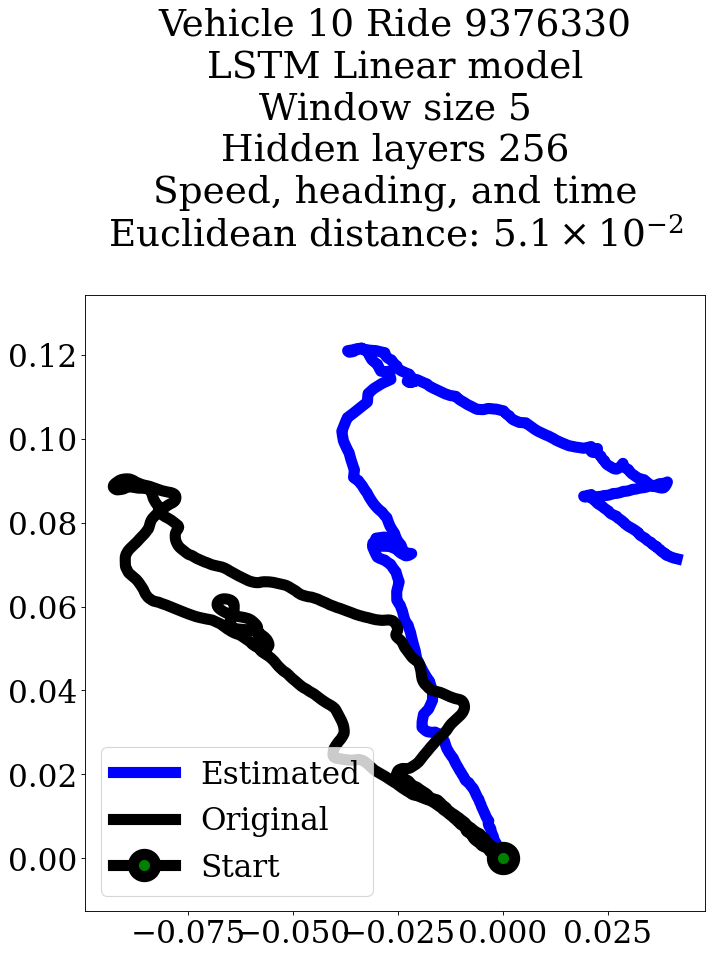 Vehicle 10 Ride 9376330
LSTM Linear model
Window size 5
Hidden layers 256
Speed, heading, and time
Euclidean distance: 5.1 × 10⁻²
0.12
0.10
0.08
0.06
0.04
0.02
0.00
Estimated
Original
Start
−0.075 −0.050 −0.025 0.000 0.025